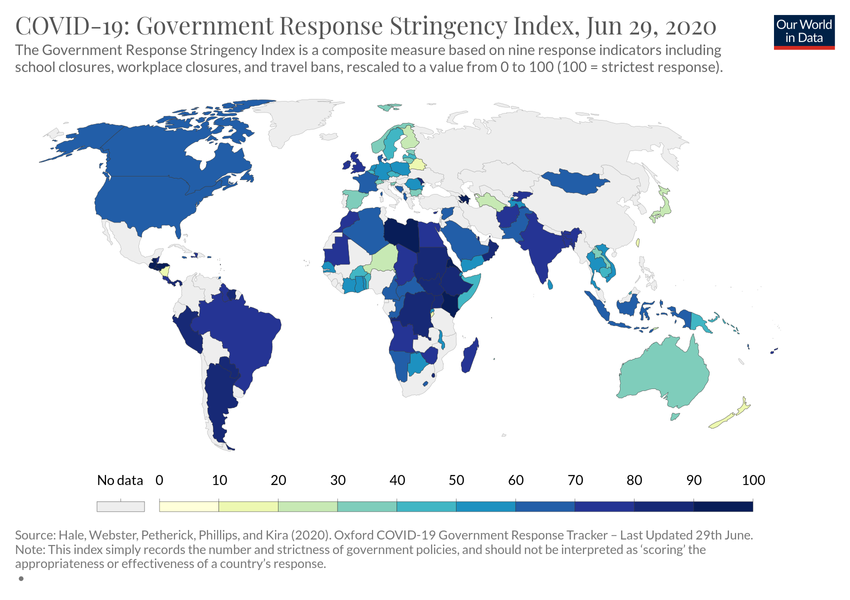 COVID-19: Government Response Stringency Index, Jun 29, 2020
Our World
in Data
The Government Response Stringency Index is a composite measure based on nine response indicators including
school closures, workplace closures, and travel bans, rescaled to a value from 0 to 100 (100 = strictest response).
No data 0 10 20 30 40 50 60 70 80 90 100
Source: Hale, Webster, Petherick, Phillips, and Kira (2020). Oxford COVID-19 Government Response Tracker – Last Updated 29th June.
Note: This index simply records the number and strictness of government policies, and should not be interpreted as ‘scoring’ the
appropriateness or effectiveness of a country's response.